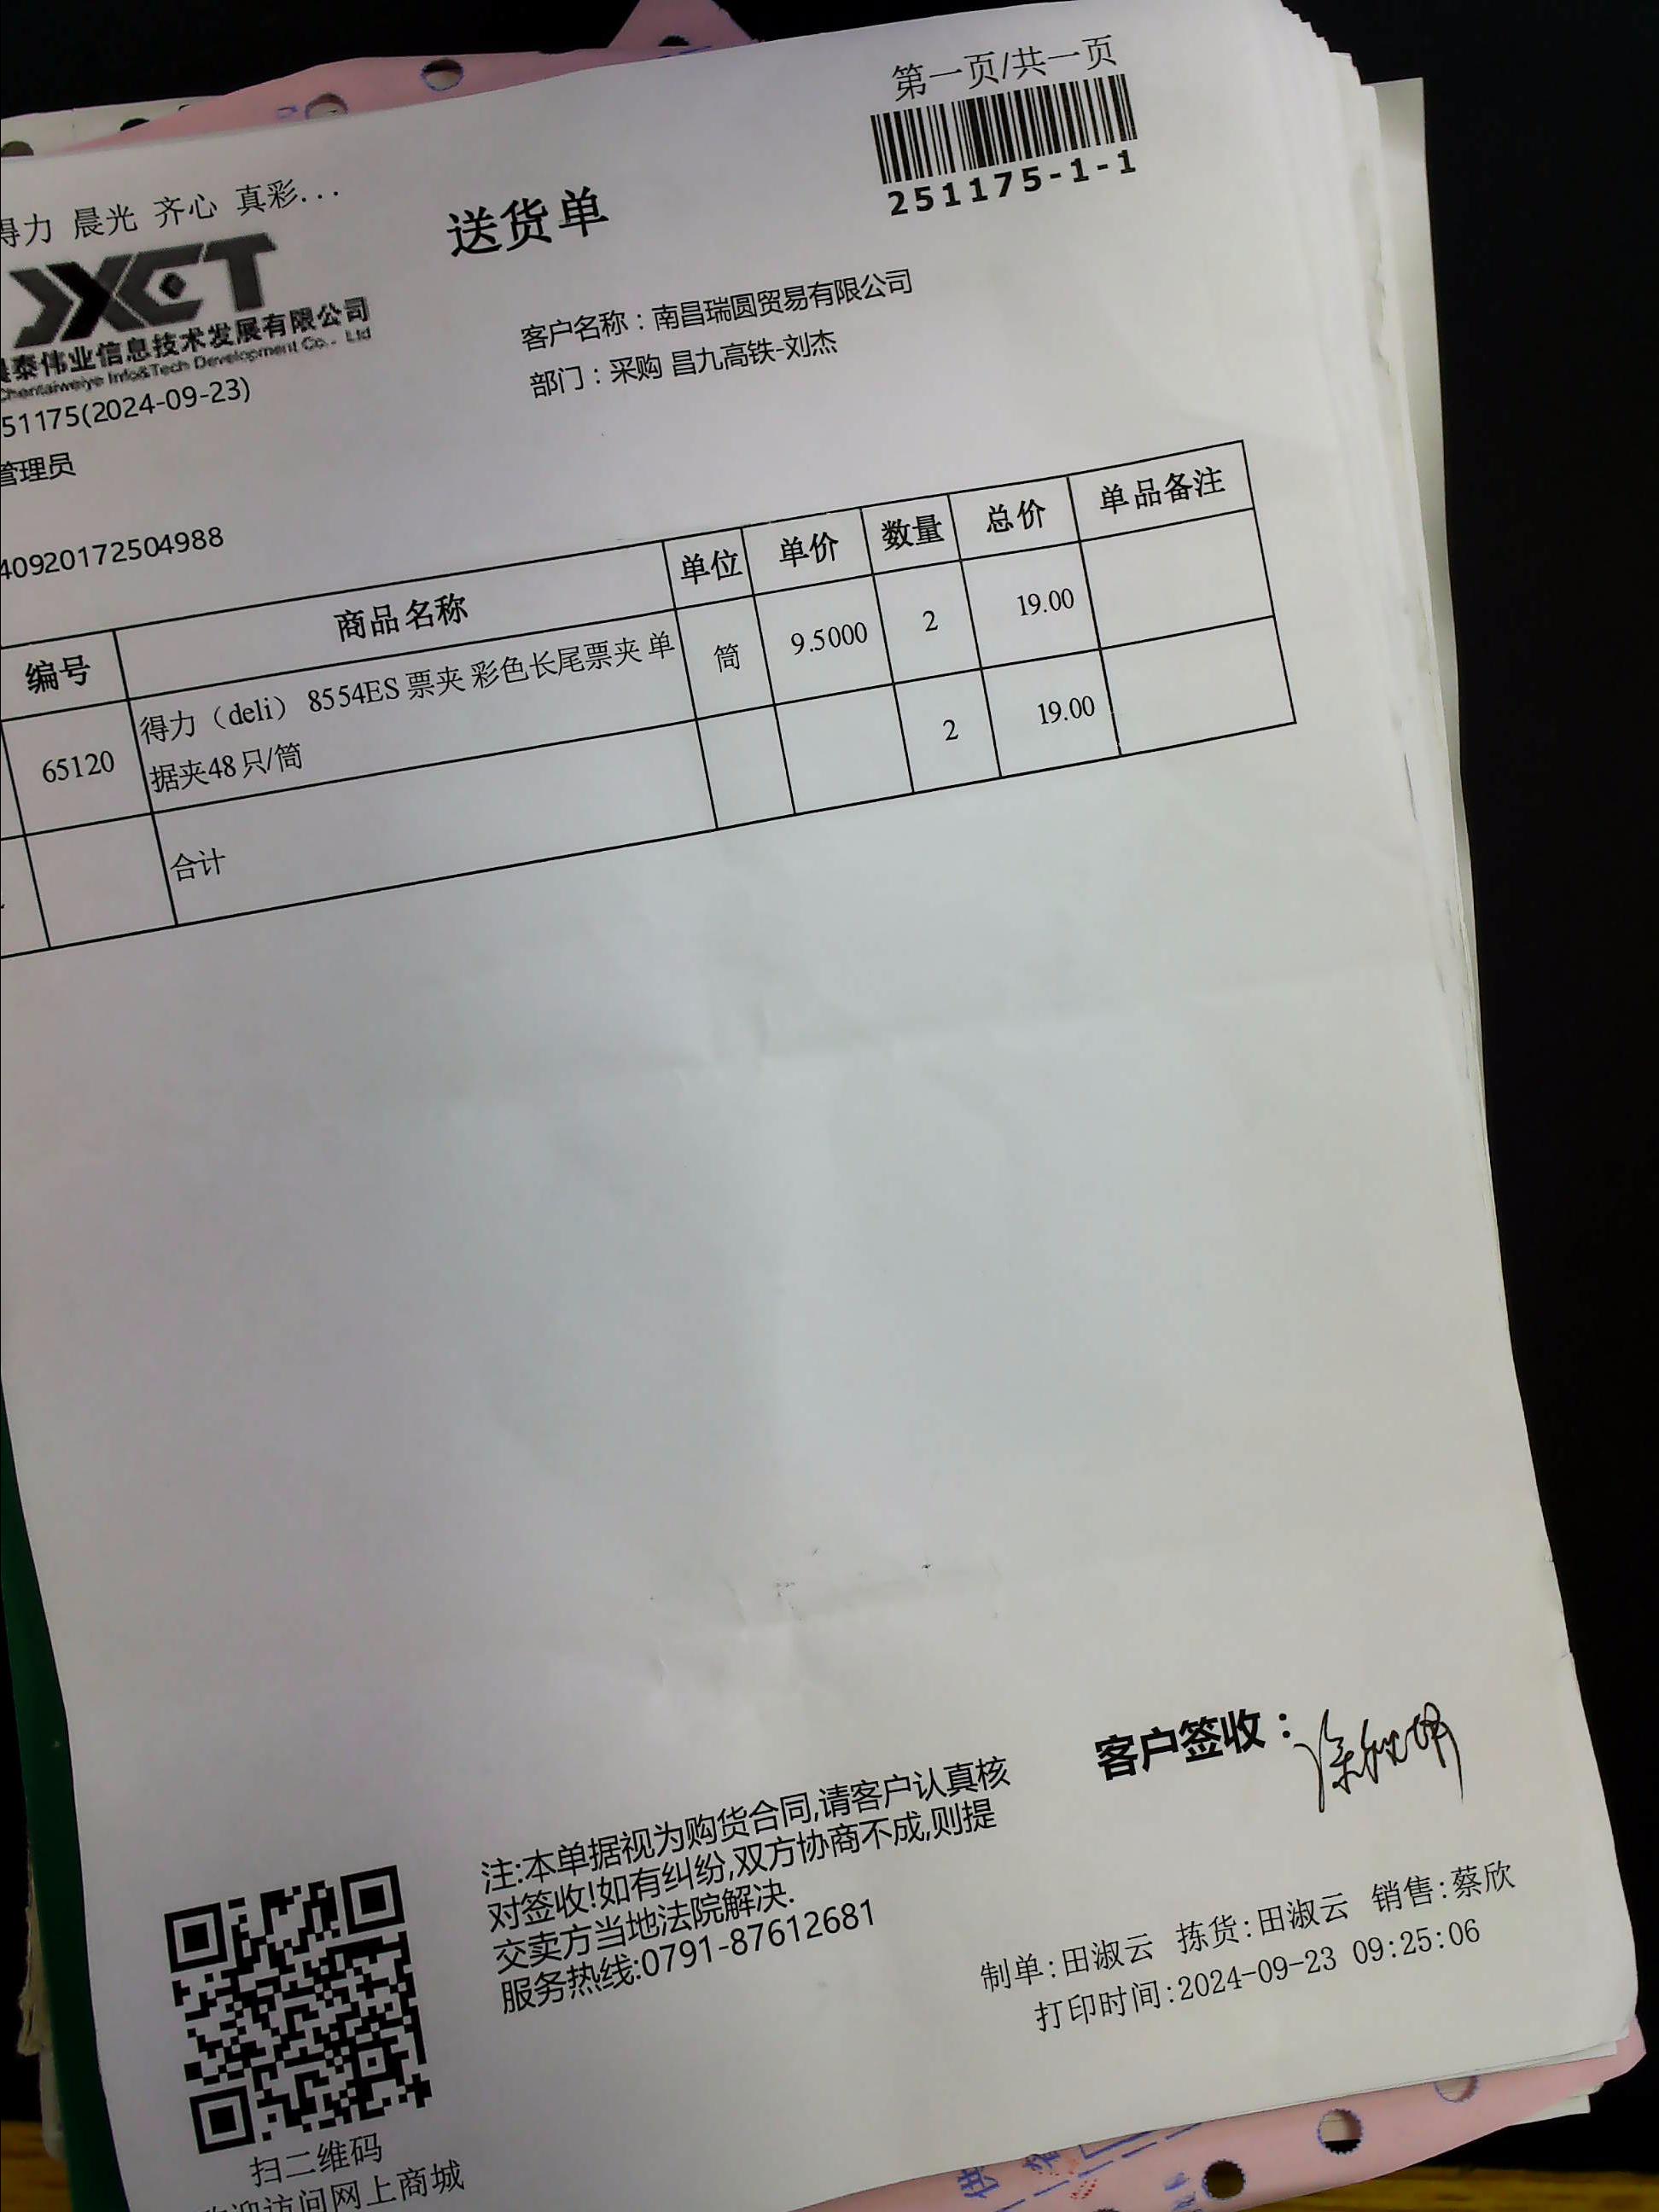 第一页/共一页
251175-1-1
得力 晨光 齐心 真彩...
送货单
JXCT
晨泰伟业信息技术发展有限公司
Chentaiweiye Info&Tech Development Co., Ltd
客户名称：南昌瑞圆贸易有限公司
部门：采购 昌九高铁-刘杰
51175(2024-09-23)
管理员
40920172504988
编号 商品名称 单位 单价 数量 总价 单品备注
65120 得力（deli） 8554ES 票夹 彩色长尾票夹 单 筒 9.5000 2 19.00
据夹48只/筒
合计 2 19.00
客户签收：
注:本单据视为购货合同,请客户认真核
对签收!如有纠纷,双方协商不成,则提
交卖方当地法院解决.
服务热线:0791-87612681
制单:田淑云 拣货:田淑云 销售:蔡欣
打印时间:2024-09-23 09:25:06
扫二维码
欢迎访问网上商城